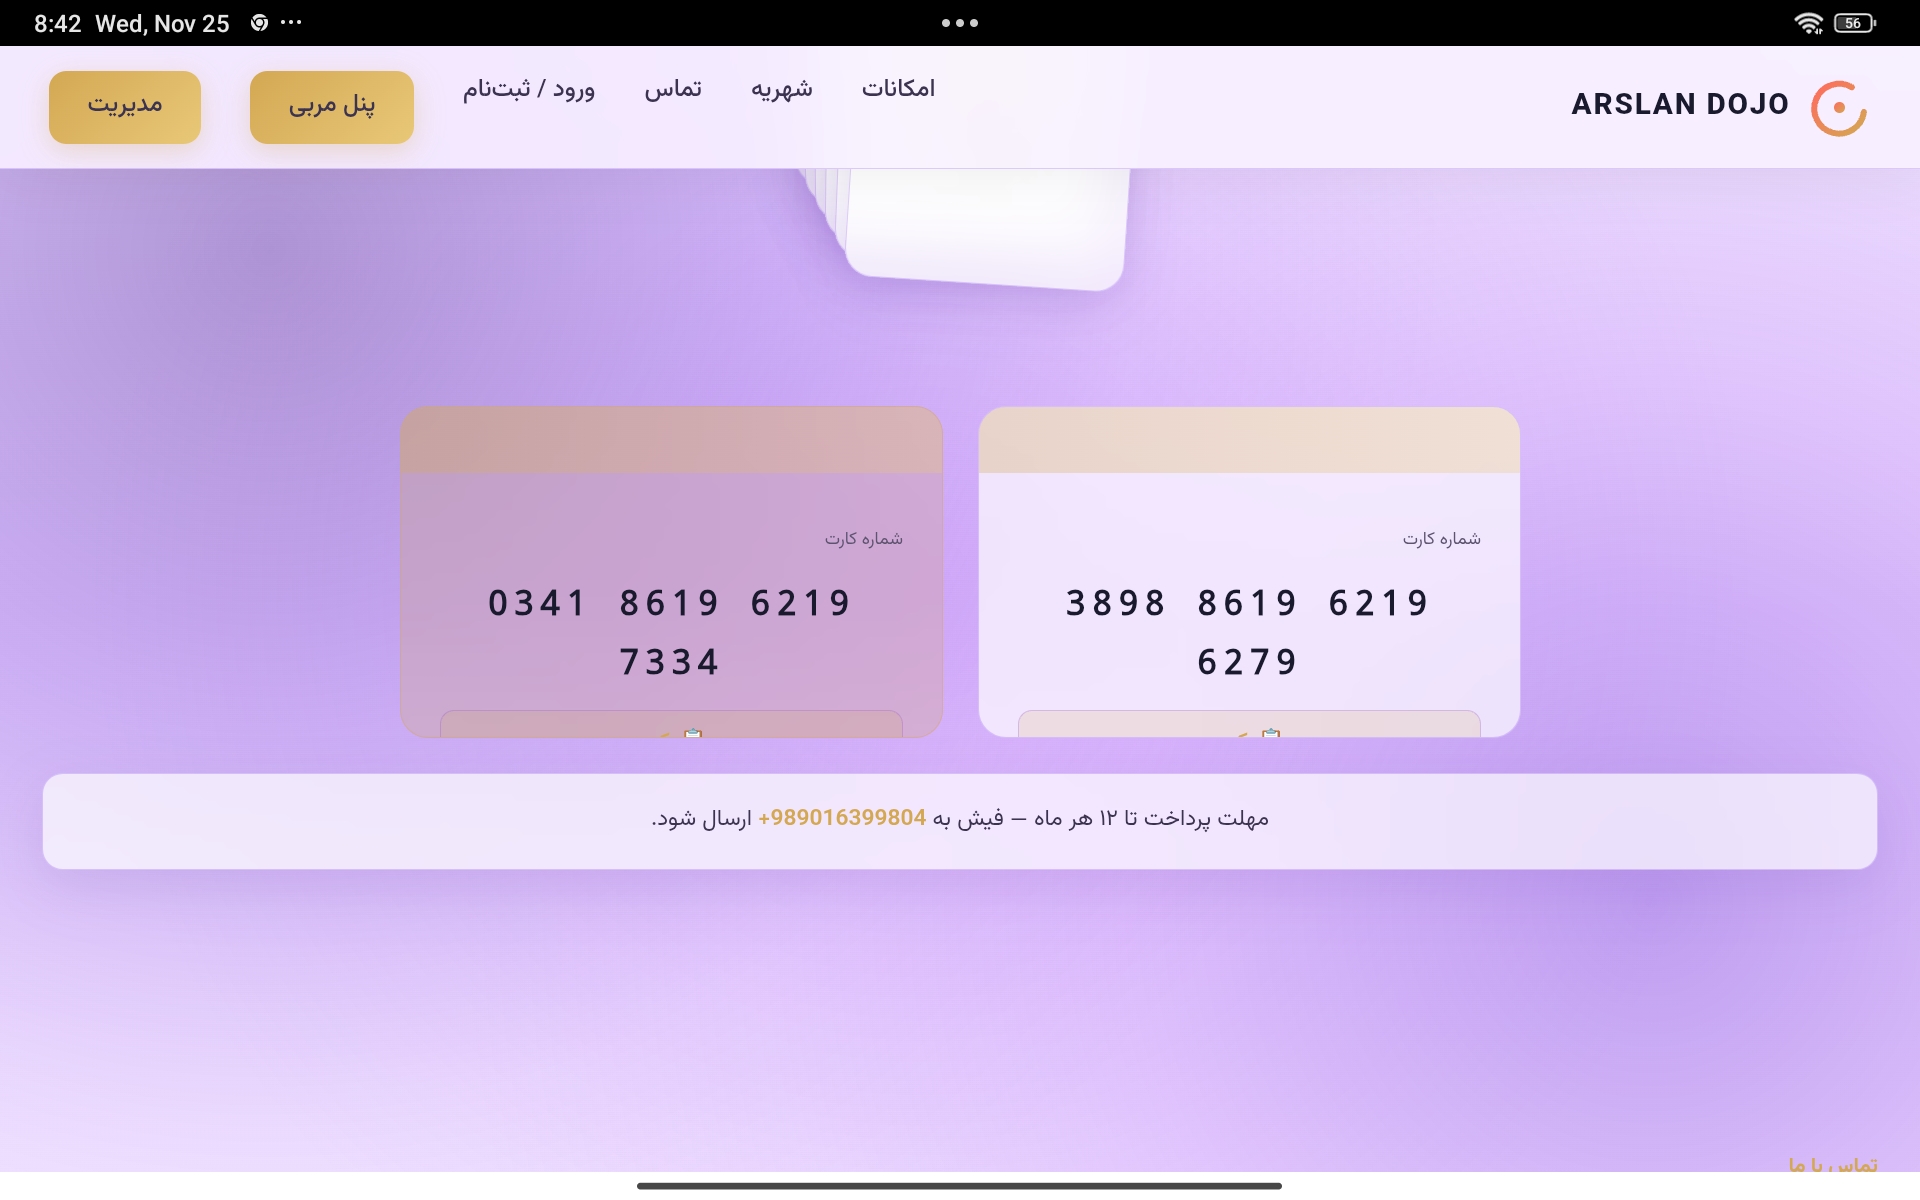 8:42 Wed, Nov 25
56
ARSLAN DOJO
امکانات
شهریه
تماس
ورود / ثبت‌نام
پنل مربی
مدیریت
شماره کارت
3898 8619 6219
6279
شماره کارت
0341 8619 6219
7334
مهلت پرداخت تا ۱۲ هر ماه — فیش به 989016399804+ ارسال شود.
تماس با ما